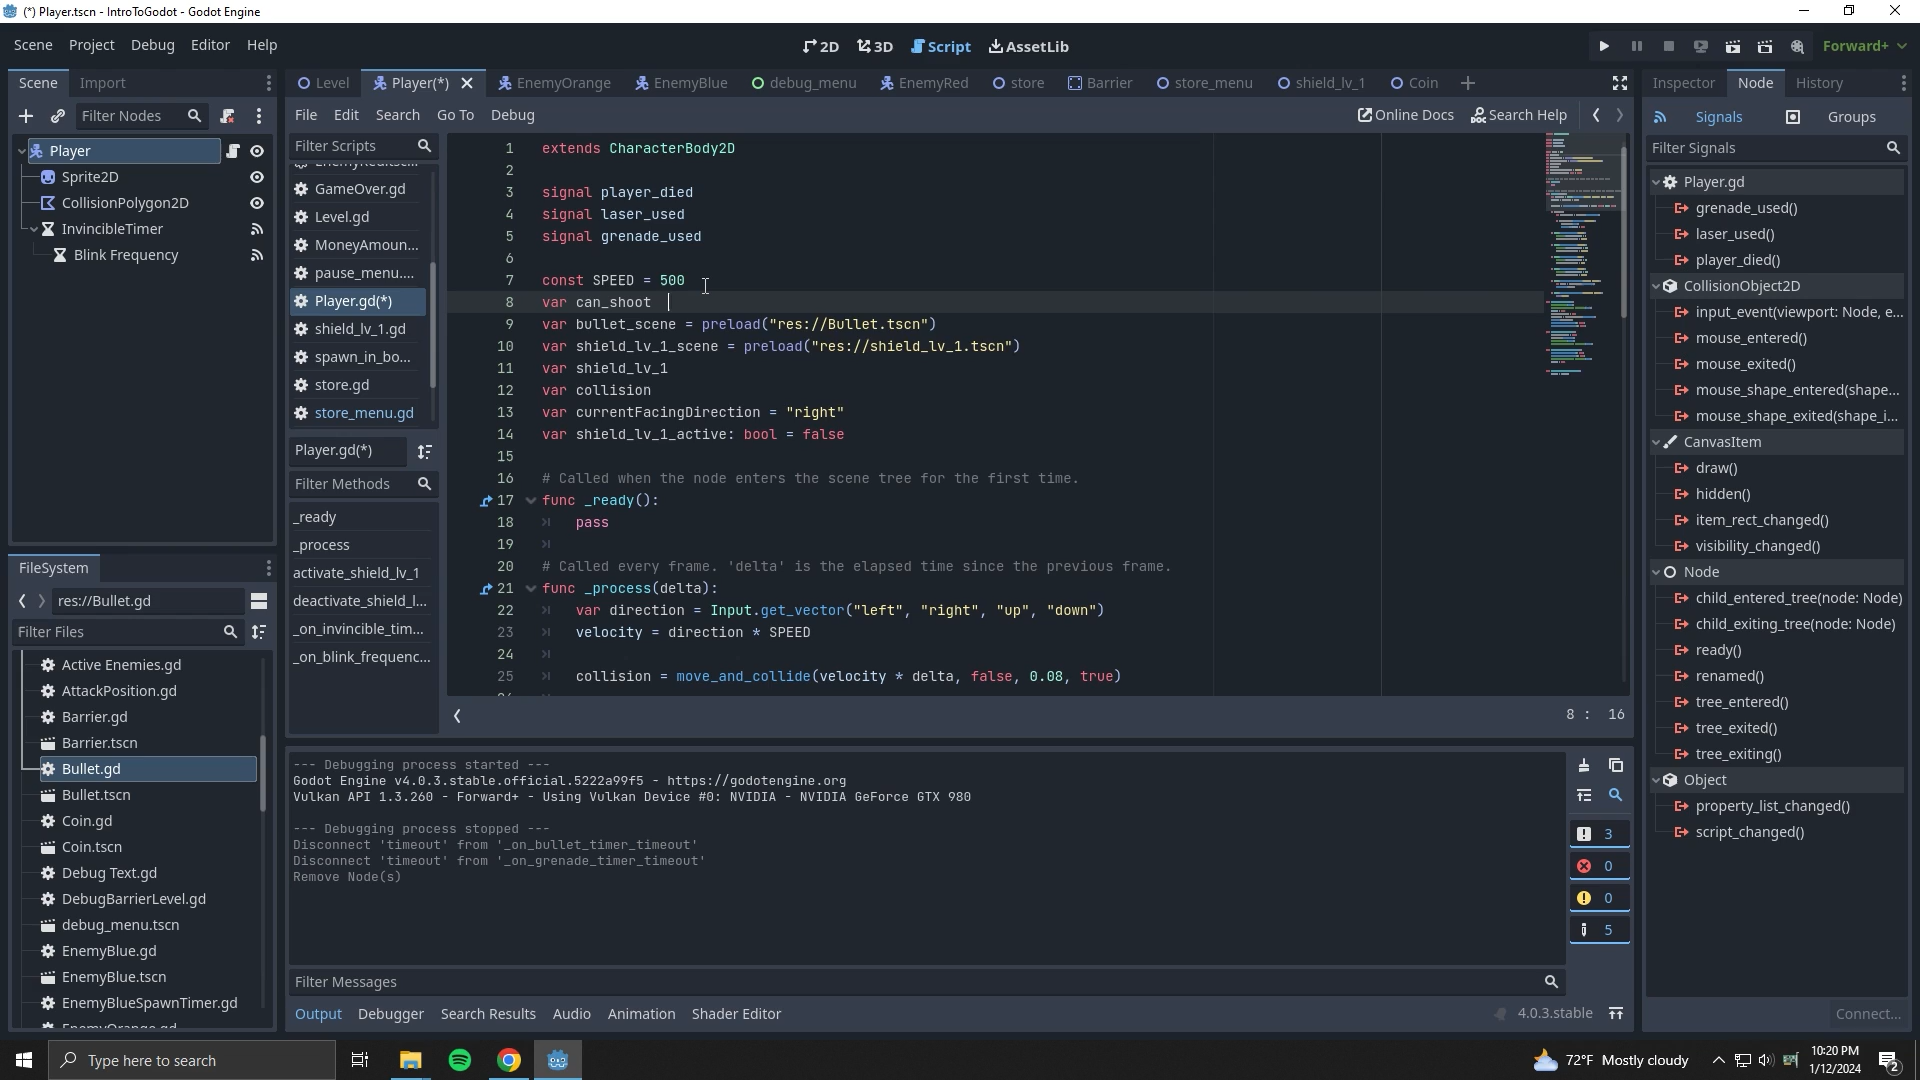 (*) Player.tscn - IntroToGodot - Godot Engine
Scene Project Debug Editor Help
2D 3D Script AssetLib
Forward+
Scene Import
Filter Nodes
Player
Sprite2D
CollisionPolygon2D
InvincibleTimer
Blink Frequency
FileSystem
res://Bullet.gd
Filter Files
Active Enemies.gd
AttackPosition.gd
Barrier.gd
Barrier.tscn
Bullet.gd
Bullet.tscn
Coin.gd
Coin.tscn
Debug Text.gd
DebugBarrierLevel.gd
debug_menu.tscn
EnemyBlue.gd
EnemyBlue.tscn
EnemyBlueSpawnTimer.gd
Level Player(*) EnemyOrange EnemyBlue debug_menu EnemyRed store Barrier store_menu shield_lv_1 Coin
File Edit Search Go To Debug
Online Docs Search Help
Filter Scripts
GameOver.gd
Level.gd
MoneyAmoun...
pause_menu....
Player.gd(*)
shield_lv_1.gd
spawn_in_bo...
store.gd
store_menu.gd
Player.gd(*)
Filter Methods
_ready
_process
activate_shield_lv_1
deactivate_shield_l...
_on_invincible_tim...
_on_blink_frequenc...
1 extends CharacterBody2D
2
3 signal player_died
4 signal laser_used
5 signal grenade_used
6
7 const SPEED = 500
8 var can_shoot
9 var bullet_scene = preload("res://Bullet.tscn")
10 var shield_lv_1_scene = preload("res://shield_lv_1.tscn")
11 var shield_lv_1
12 var collision
13 var currentFacingDirection = "right"
14 var shield_lv_1_active: bool = false
15
16 # Called when the node enters the scene tree for the first time.
17 func _ready():
18 pass
19
20 # Called every frame. 'delta' is the elapsed time since the previous frame.
21 func _process(delta):
22 var direction = Input.get_vector("left", "right", "up", "down")
23 velocity = direction * SPEED
24
25 collision = move_and_collide(velocity * delta, false, 0.08, true)
8 : 16
--- Debugging process started ---
Godot Engine v4.0.3.stable.official.5222a99f5 - https://godotengine.org
Vulkan API 1.3.260 - Forward+ - Using Vulkan Device #0: NVIDIA - NVIDIA GeForce GTX 980
--- Debugging process stopped ---
Disconnect 'timeout' from '_on_bullet_timer_timeout'
Disconnect 'timeout' from '_on_grenade_timer_timeout'
Remove Node(s)
3
0
0
5
Filter Messages
Output Debugger Search Results Audio Animation Shader Editor
4.0.3.stable
Inspector Node History
Signals Groups
Filter Signals
Player.gd
grenade_used()
laser_used()
player_died()
CollisionObject2D
input_event(viewport: Node, e...
mouse_entered()
mouse_exited()
mouse_shape_entered(shape...
mouse_shape_exited(shape_i...
CanvasItem
draw()
hidden()
item_rect_changed()
visibility_changed()
Node
child_entered_tree(node: Node)
child_exiting_tree(node: Node)
ready()
renamed()
tree_entered()
tree_exited()
tree_exiting()
Object
property_list_changed()
script_changed()
Connect...
Type here to search
72°F Mostly cloudy
10:20 PM
1/12/2024
2